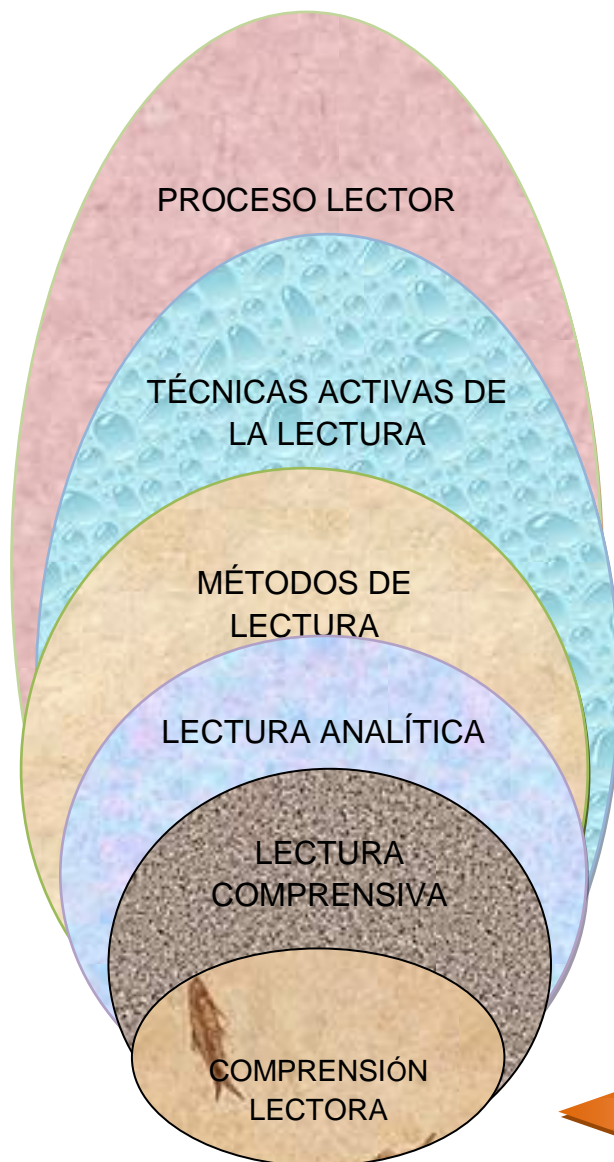 PROCESO LECTOR
TÉCNICAS ACTIVAS DE
LA LECTURA
MÉTODOS DE
LECTURA
LECTURA ANALÍTICA
LECTURA
COMPRENSIVA
COMPRENSIÓN
LECTORA